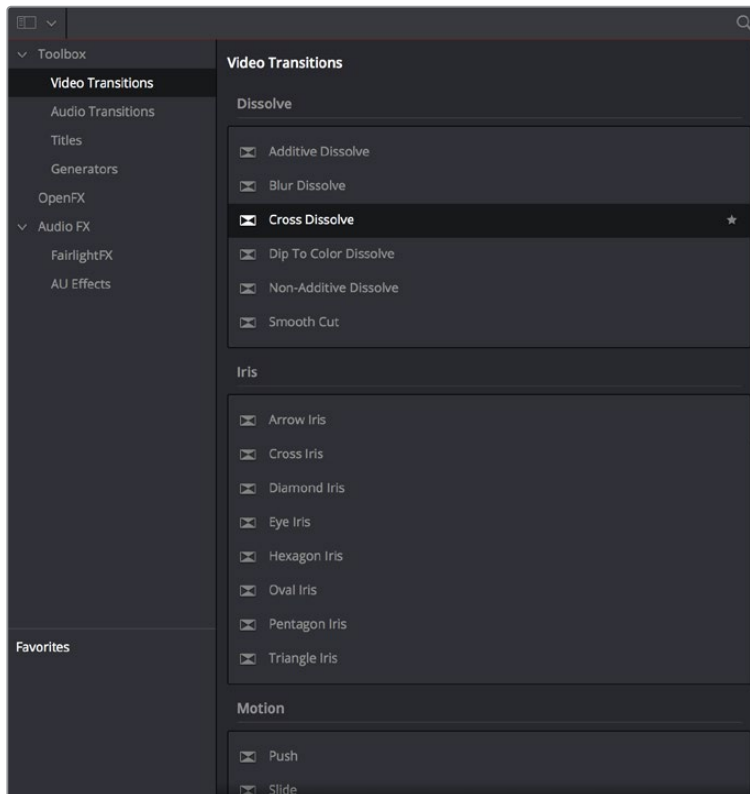 Toolbox
Video Transitions
Audio Transitions
Titles
Generators
OpenFX
Audio FX
FairlightFX
AU Effects
Favorites
Video Transitions
Dissolve
Additive Dissolve
Blur Dissolve
Cross Dissolve
Dip To Color Dissolve
Non-Additive Dissolve
Smooth Cut
Iris
Arrow Iris
Cross Iris
Diamond Iris
Eye Iris
Hexagon Iris
Oval Iris
Pentagon Iris
Triangle Iris
Motion
Push
Slide